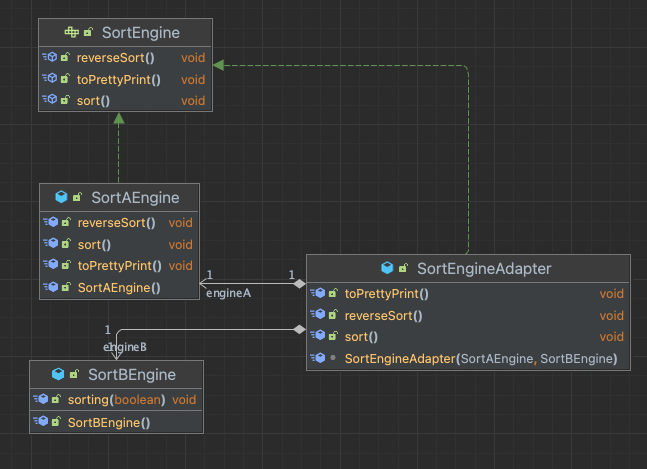 SortEngine
reverseSort() void
toPrettyPrint() void
sort() void
SortAEngine
reverseSort() void
sort() void
toPrettyPrint() void
SortAEngine()
1
1
engineA
SortEngineAdapter
toPrettyPrint() void
reverseSort() void
sort() void
SortEngineAdapter(SortAEngine, SortBEngine)
1
1
engineB
SortBEngine
sorting(boolean) void
SortBEngine()